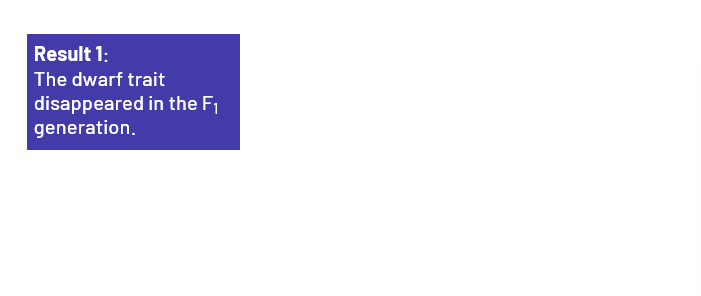 Result 1:
The dwarf trait
disappeared in the F₁
generation.